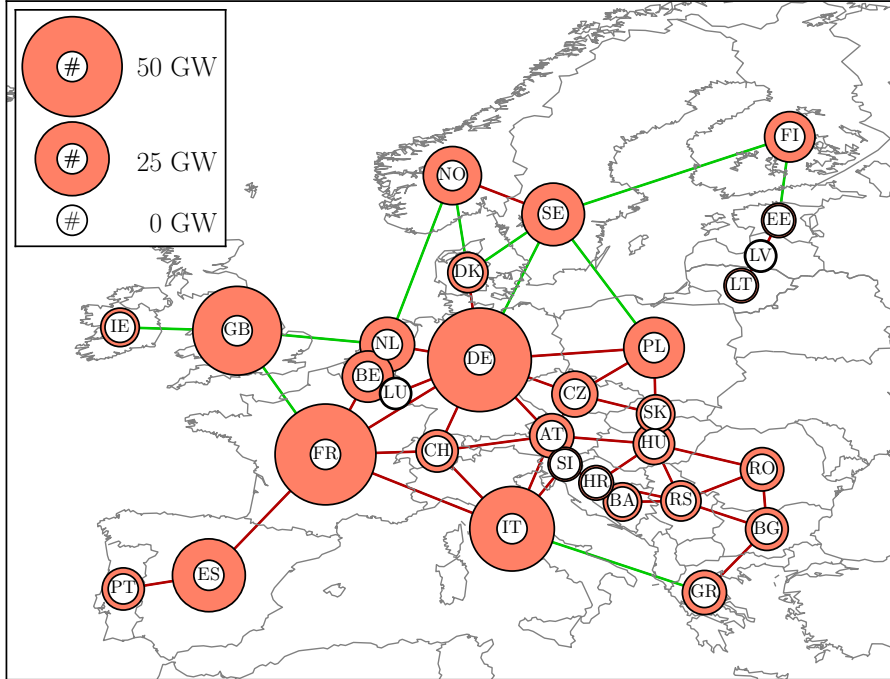 # 50 GW
# 25 GW
# 0 GW
FI
NO
SE
EE
LV
DK
LT
IE
GB
NL
PL
DE
BE
LU
CZ
SK
AT
HU
CH
FR
SI
RO
HR
BA
RS
IT
BG
ES
PT
GR